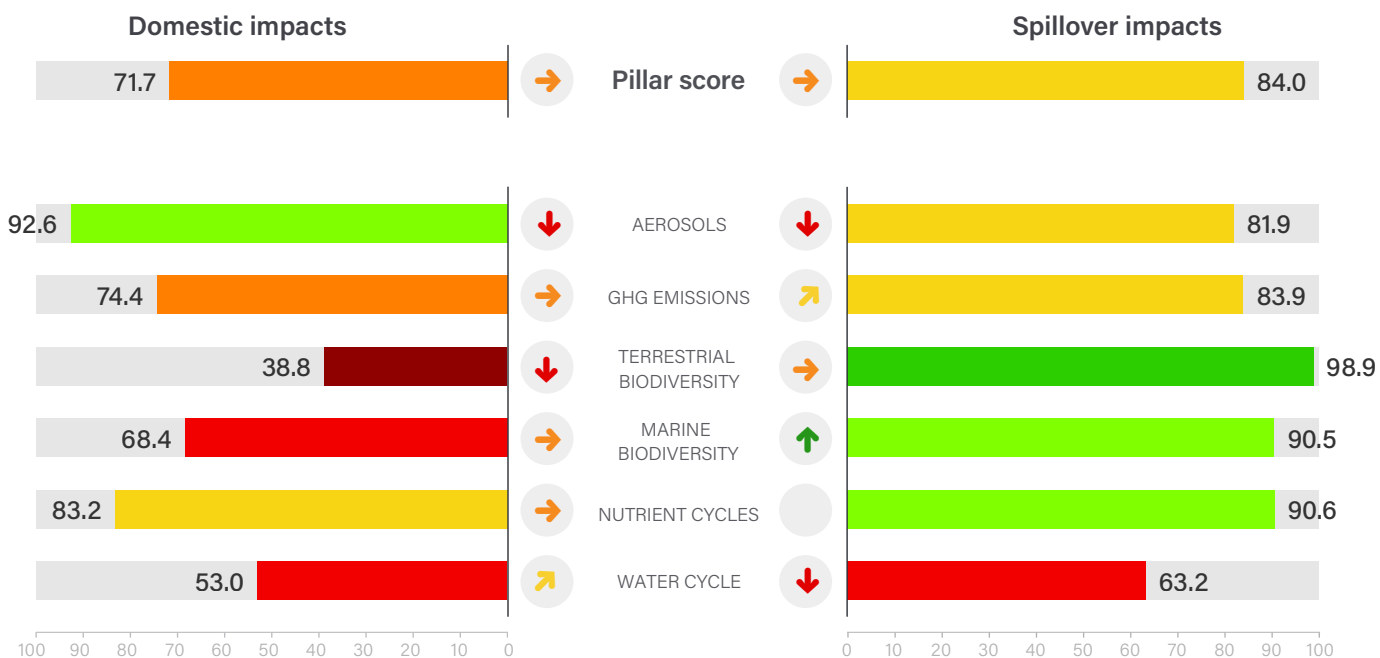 Domestic impacts
Spillover impacts
71.7
Pillar score
84.0
92.6
AEROSOLS
81.9
74.4
GHG EMISSIONS
83.9
38.8
TERRESTRIAL
BIODIVERSITY
98.9
68.4
MARINE
BIODIVERSITY
90.5
83.2
NUTRIENT CYCLES
90.6
53.0
WATER CYCLE
63.2
100 90 80 70 60 50 40 30 20 10 0
0 10 20 30 40 50 60 70 80 90 100